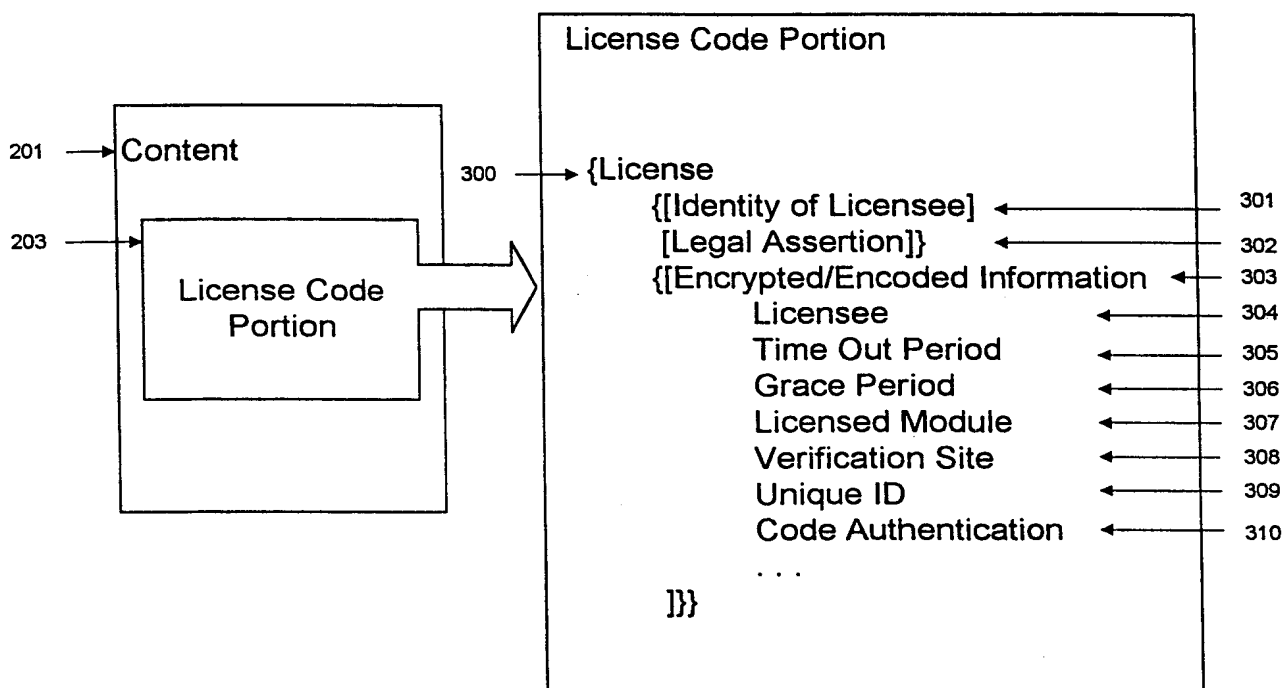 License Code Portion
201 Content
300 {License
{[Identity of Licensee] 301
[Legal Assertion]} 302
203
{[Encrypted/Encoded Information 303
License Code
Portion
Licensee 304
Time Out Period 305
Grace Period 306
Licensed Module 307
Verification Site 308
Unique ID 309
Code Authentication 310
. . .
]}}